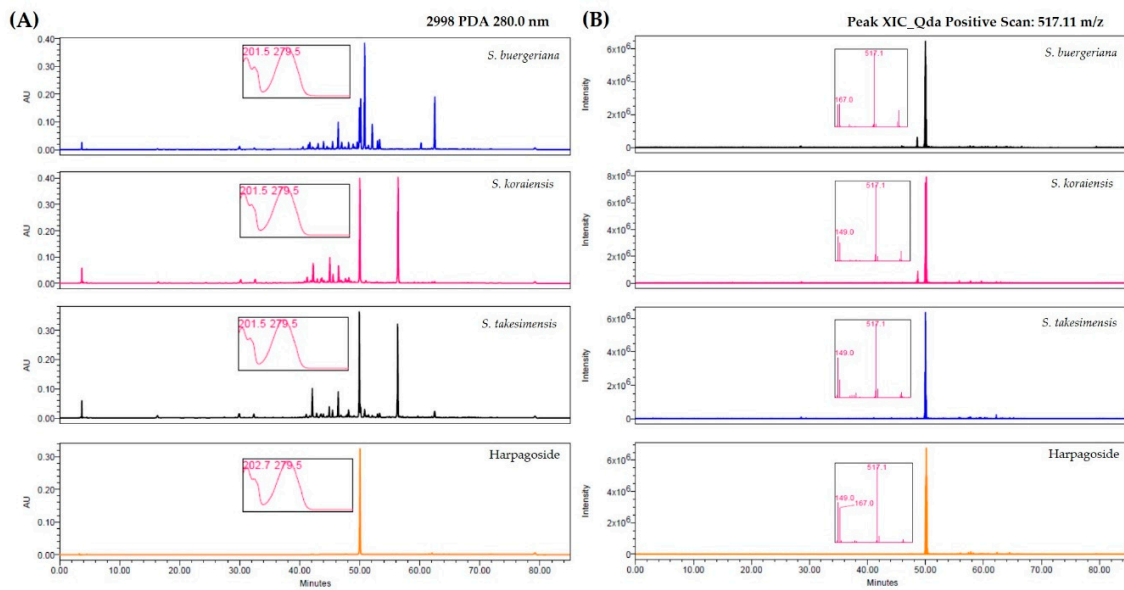 (A)
2998 PDA 280.0 nm
S. buergeriana
201.5 279.5
AU
0.40
0.30
0.20
0.10
0.00
S. koraiensis
201.5 279.5
AU
0.40
0.30
0.20
0.10
0.00
S. takesimensis
201.5 279.5
AU
0.30
0.20
0.10
0.00
Harpagoside
202.7 279.5
AU
0.30
0.20
0.10
0.00
0.00 10.00 20.00 30.00 40.00 50.00 60.00 70.00 80.00
Minutes
(B)
Peak XIC_Qda Positive Scan: 517.11 m/z
S. buergeriana
517.1
167.0
Intensity
6x10⁶
4x10⁶
2x10⁶
0
S. koraiensis
517.1
149.0
Intensity
8x10⁶
6x10⁶
4x10⁶
2x10⁶
0
S. takesimensis
517.1
149.0
Intensity
6x10⁶
4x10⁶
2x10⁶
0
Harpagoside
517.1
149.0
167.0
Intensity
6x10⁶
4x10⁶
2x10⁶
0
0.00 10.00 20.00 30.00 40.00 50.00 60.00 70.00 80.00
Minutes